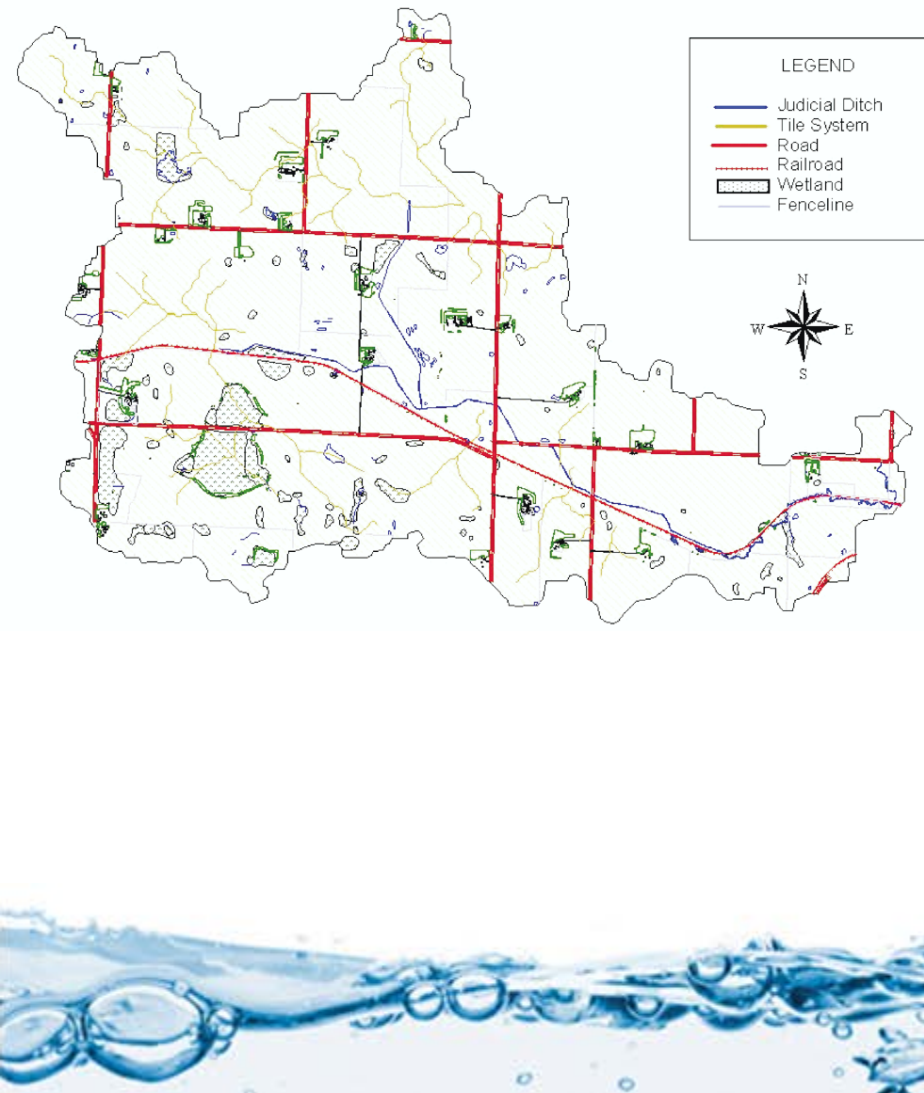 LEGEND
Judicial Ditch
Tile System
Road
Railroad
Wetland
Fenceline
N
W E
S